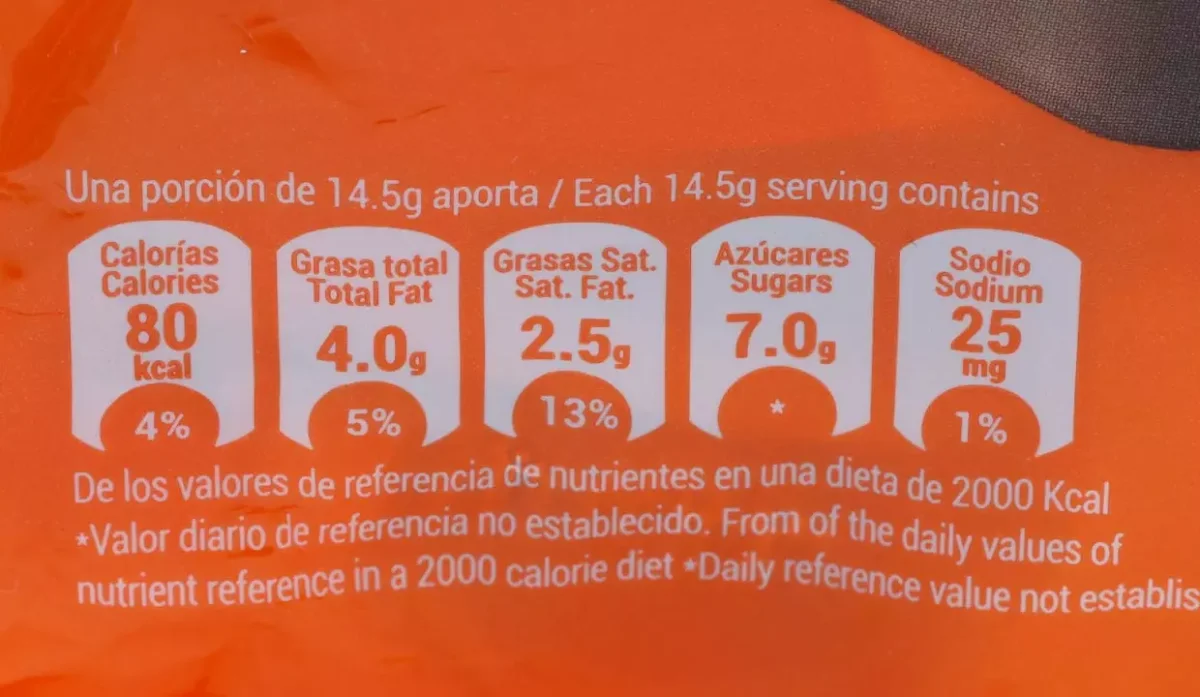 Una porción de 14.5g aporta / Each 14.5g serving contains
Calorías
Calories
80
kcal
4%
Grasa total
Total Fat
4.0g
5%
Grasas Sat.
Sat. Fat.
2.5g
13%
Azúcares
Sugars
7.0g
*
Sodio
Sodium
25
mg
1%
De los valores de referencia de nutrientes en una dieta de 2000 Kcal
*Valor diario de referencia no establecido. From of the daily values of
nutrient reference in a 2000 calorie diet *Daily reference value not establis